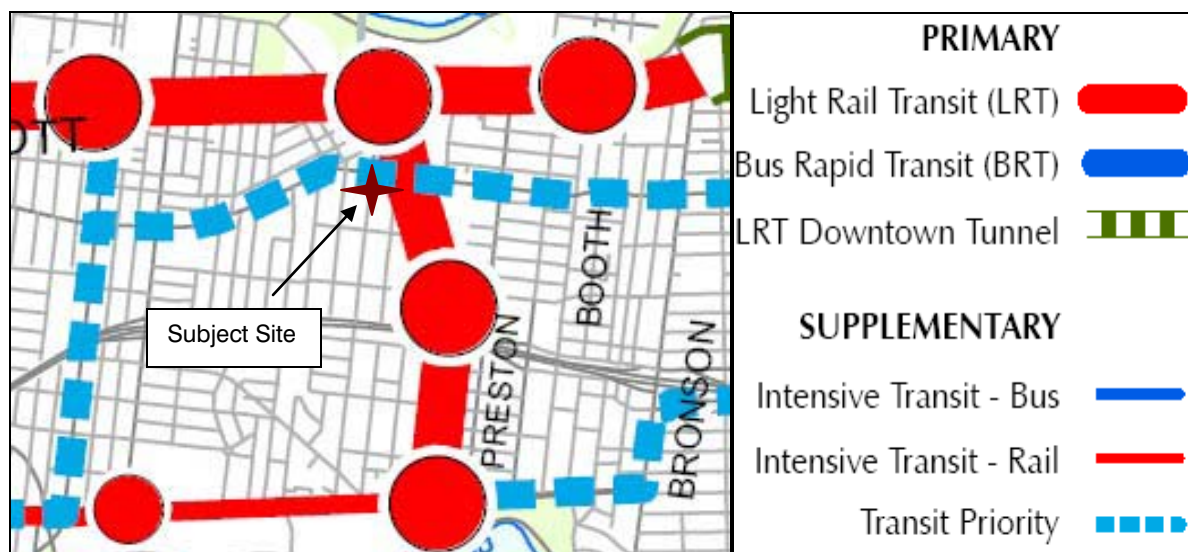 OTT
Subject Site
PRESTON
BOOTH
BRONSON
PRIMARY
Light Rail Transit (LRT)
Bus Rapid Transit (BRT)
LRT Downtown Tunnel
SUPPLEMENTARY
Intensive Transit - Bus
Intensive Transit - Rail
Transit Priority